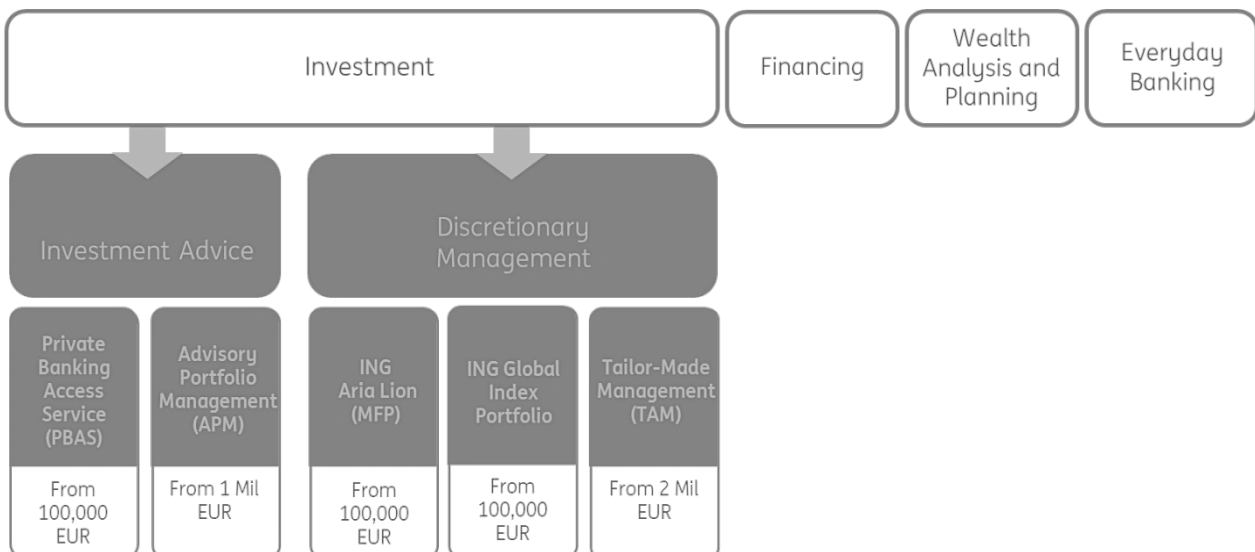 Investment
Financing
Wealth
Analysis and
Planning
Everyday
Banking
Investment Advice
Discretionary
Management
Private
Banking
Access
Service
(PBAS)
Advisory
Portfolio
Management
(APM)
ING
Aria Lion
(MFP)
ING Global
Index
Portfolio
Tailor-Made
Management
(TAM)
From
100,000
EUR
From 1 Mil
EUR
From
100,000
EUR
From
100,000
EUR
From 2 Mil
EUR